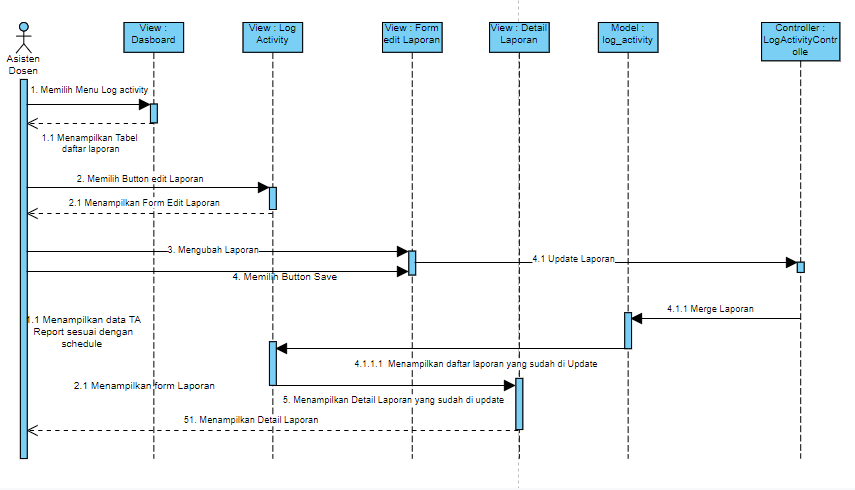 View :
Dasboard
View : Log
Activity
View : Form
edit Laporan
View : Detail
Laporan
Model :
log_activity
Controller :
LogActivityContr
olle
Asisten
Dosen
1. Memilih Menu Log activity
1.1 Menampilkan Tabel
daftar laporan
2. Memilih Button edit Laporan
2.1 Menampilkan Form Edit Laporan
3. Mengubah Laporan
4.1 Update Laporan
4. Memilih Button Save
4.1.1 Merge Laporan
1.1 Menampilkan data TA
Report sesuai dengan
schedule
4.1.1.1 Menampilkan daftar laporan yang sudah di Update
2.1 Menampilkan form Laporan
5. Menampilkan Detail Laporan yang sudah di update
51. Menampilkan Detail Laporan